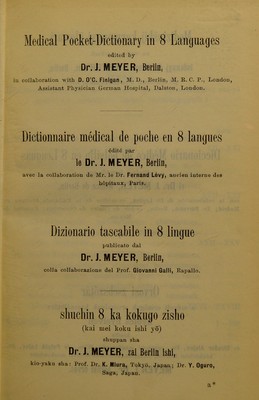 Medical Pocket-Dictionary in 8 Languages
edited by
Dr. J. MEYER, Berlin,
in collaboration with D. O'C. Finigan, M. D., Berlin, M. R. C. P., London,
Assistant Physician German Hospital, Dalston, London.
Dictionnaire médical de poche en 8 langues
édité par
le Dr. J. MEYER, Berlin,
avec la collaboration de Mr. le Dr. Fernand Lévy, ancien interne des
hôpitaux, Paris.
Dizionario tascabile in 8 lingue
publicato dal
Dr. J. MEYER, Berlin,
colla collaborazione del Prof. Giovanni Galli, Rapallo.
shuchin 8 ka kokugo zisho
(kai mei koku ishi yō)
shuppan sha
Dr. J. MEYER, zai Berlin ishi,
kōo-yaku sha: Prof. Dr. K. Miura, Tokyō, Japan; Dr. Y. Ogura,
Saga, Japan.
a*